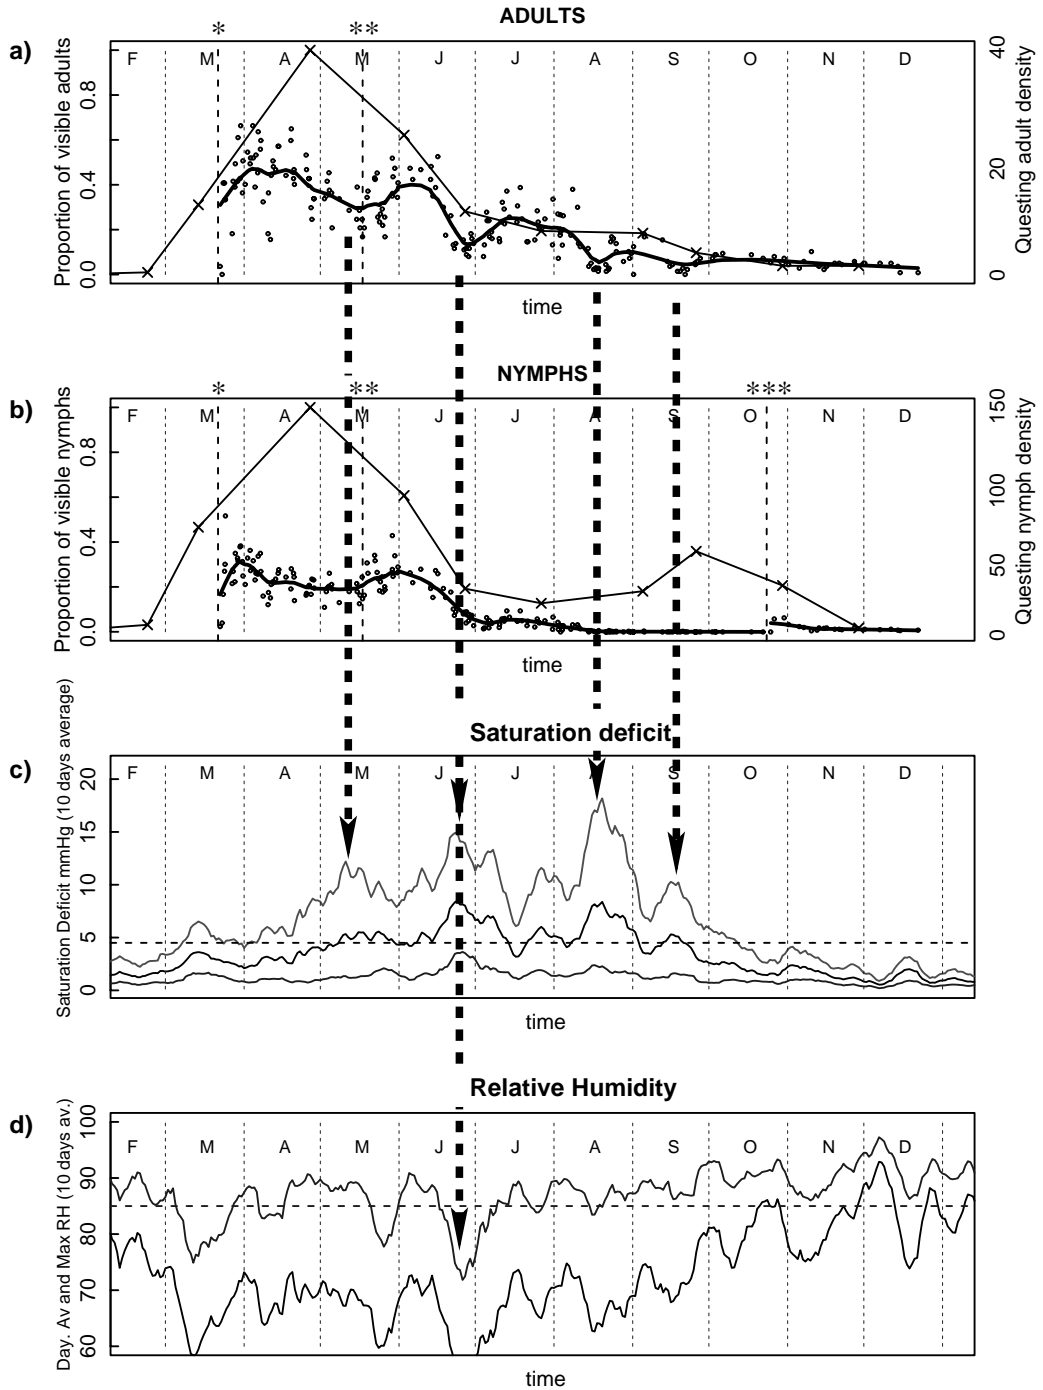 ADULTS
a)
* **
F M A M J J A S O N D
Proportion of visible adults
0.0 0.4 0.8
Questing adult density
0 20 40
time
NYMPHS
b)
* ** ***
F M A M J J A S O N D
Proportion of visible nymphs
0.0 0.4 0.8
Questing nymph density
0 50 100 150
time
Saturation deficit
c)
F M A M J J A S O N D
Saturation Deficit mmHg (10 days average)
0 5 10 15 20
time
Relative Humidity
d)
F M A M J J A S O N D
Day. Av and Max RH (10 days av.)
60 70 80 90 100
time